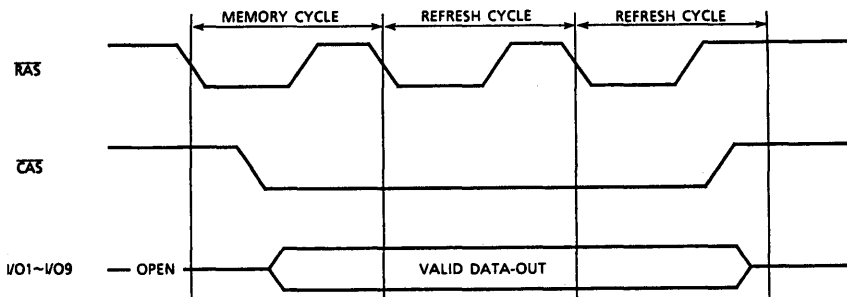 MEMORY CYCLE REFRESH CYCLE REFRESH CYCLE
RAS
CAS
I/O1~I/O9 OPEN VALID DATA-OUT